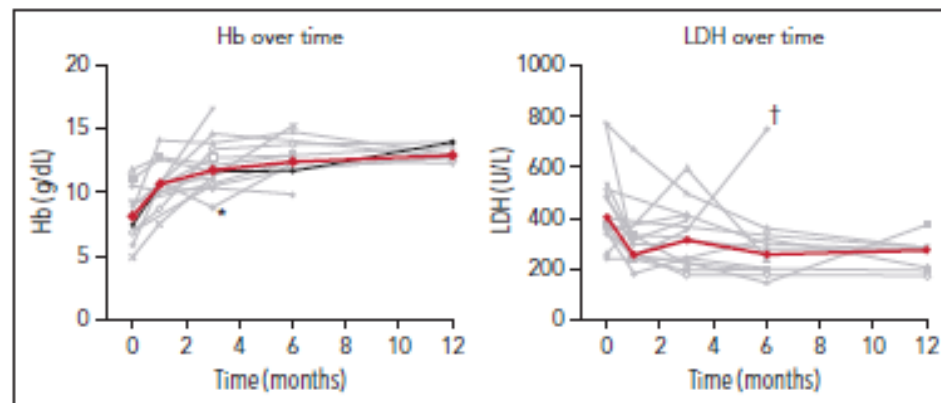 Hb over time
20
15
10
5
0
Hb (g/dL)
*
0 2 4 6 8 10 12
Time (months)
LDH over time
1000
800
600
400
200
0
LDH (U/L)
†
0 2 4 6 8 10 12
Time (months)